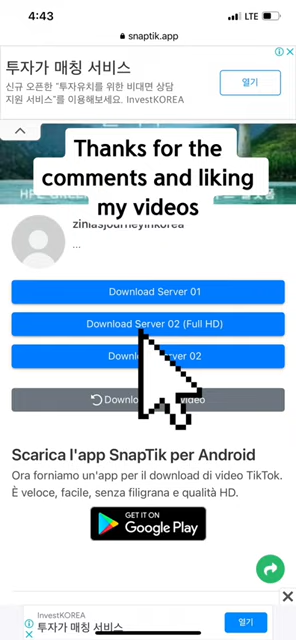 4:43
LTE
snaptik.app
투자가 매칭 서비스
신규 오픈한 "투자유치를 위한 비대면 상담
지원 서비스"를 이용해보세요. InvestKOREA
열기
Thanks for the
comments and liking
my videos
ziniasjourneyinkorea
...
Download Server 01
Download Server 02 (Full HD)
Server 02
video
Scarica l'app SnapTik per Android
Ora forniamo un'app per il download di video TikTok.
È veloce, facile, senza filigrana e qualità HD.
GET IT ON
Google Play
InvestKOREA
투자가 매칭 서비스
열기